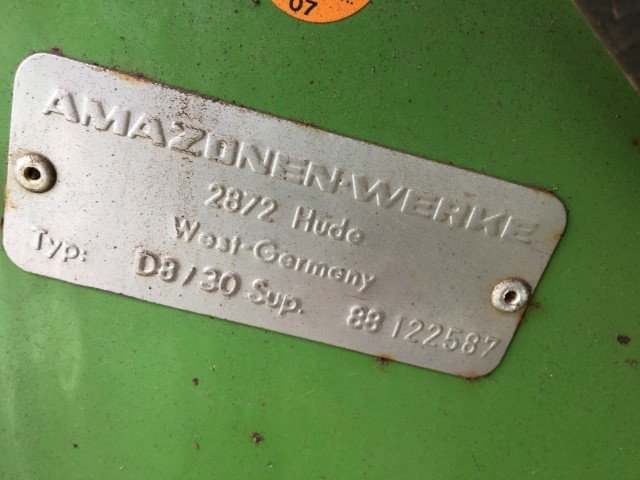 07
AMAZONEN-WERKE
2872 Hude
West-Germany
Typ: D8/30 Sup. 88 122587